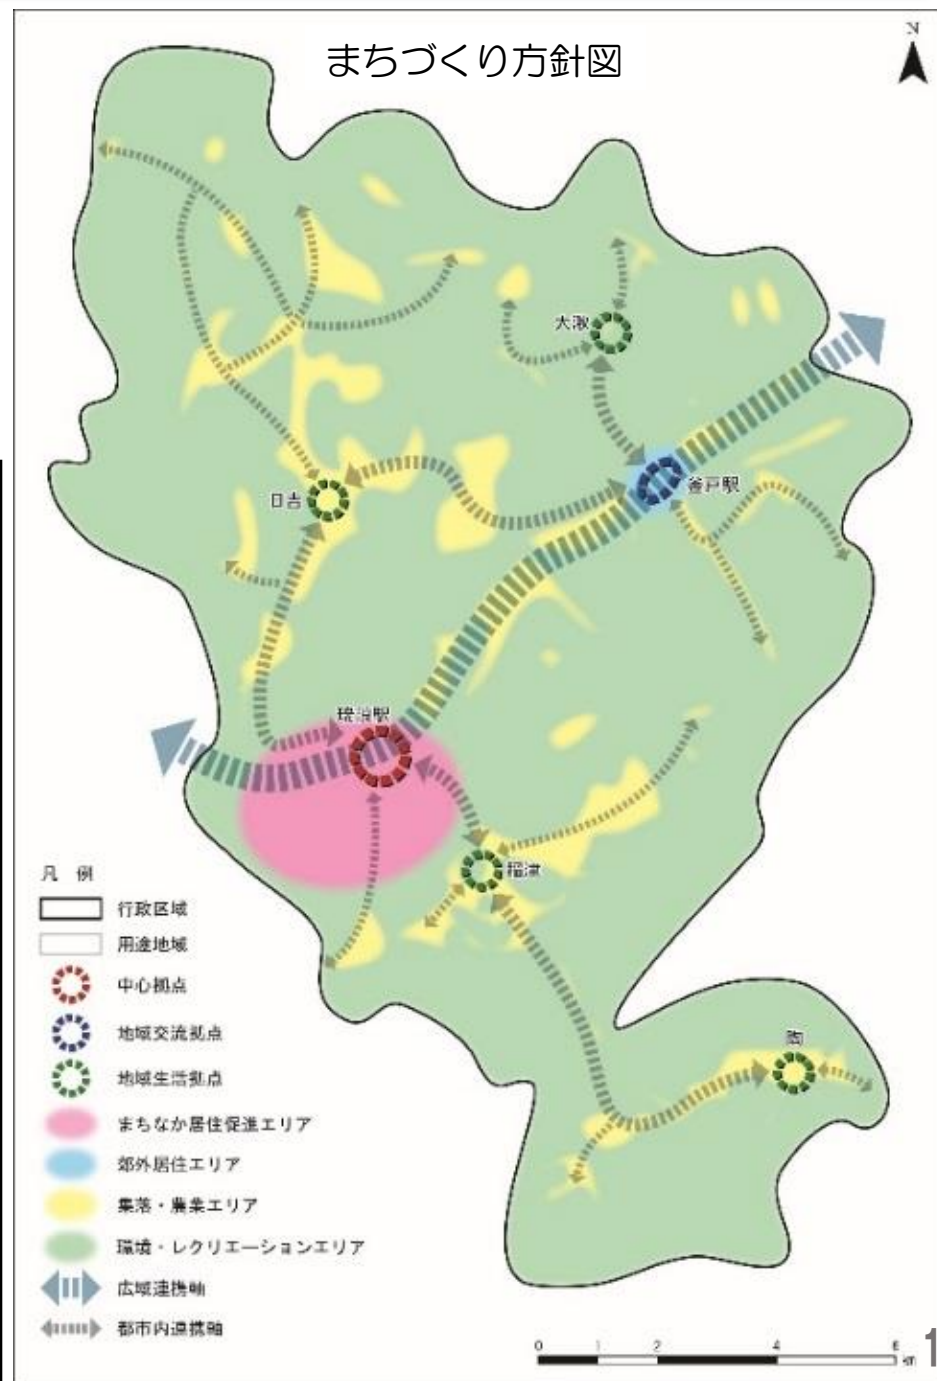 まちづくり方針図
N
大湫
釜戸駅
日吉
瑞浪駅
稲津
陶
凡 例
行政区域
用途地域
中心拠点
地域交流拠点
地域生活拠点
まちなか居住促進エリア
郊外居住エリア
集落・農業エリア
環境・レクリエーションエリア
広域連携軸
都市内連携軸
0 1 2 4 6 km
1